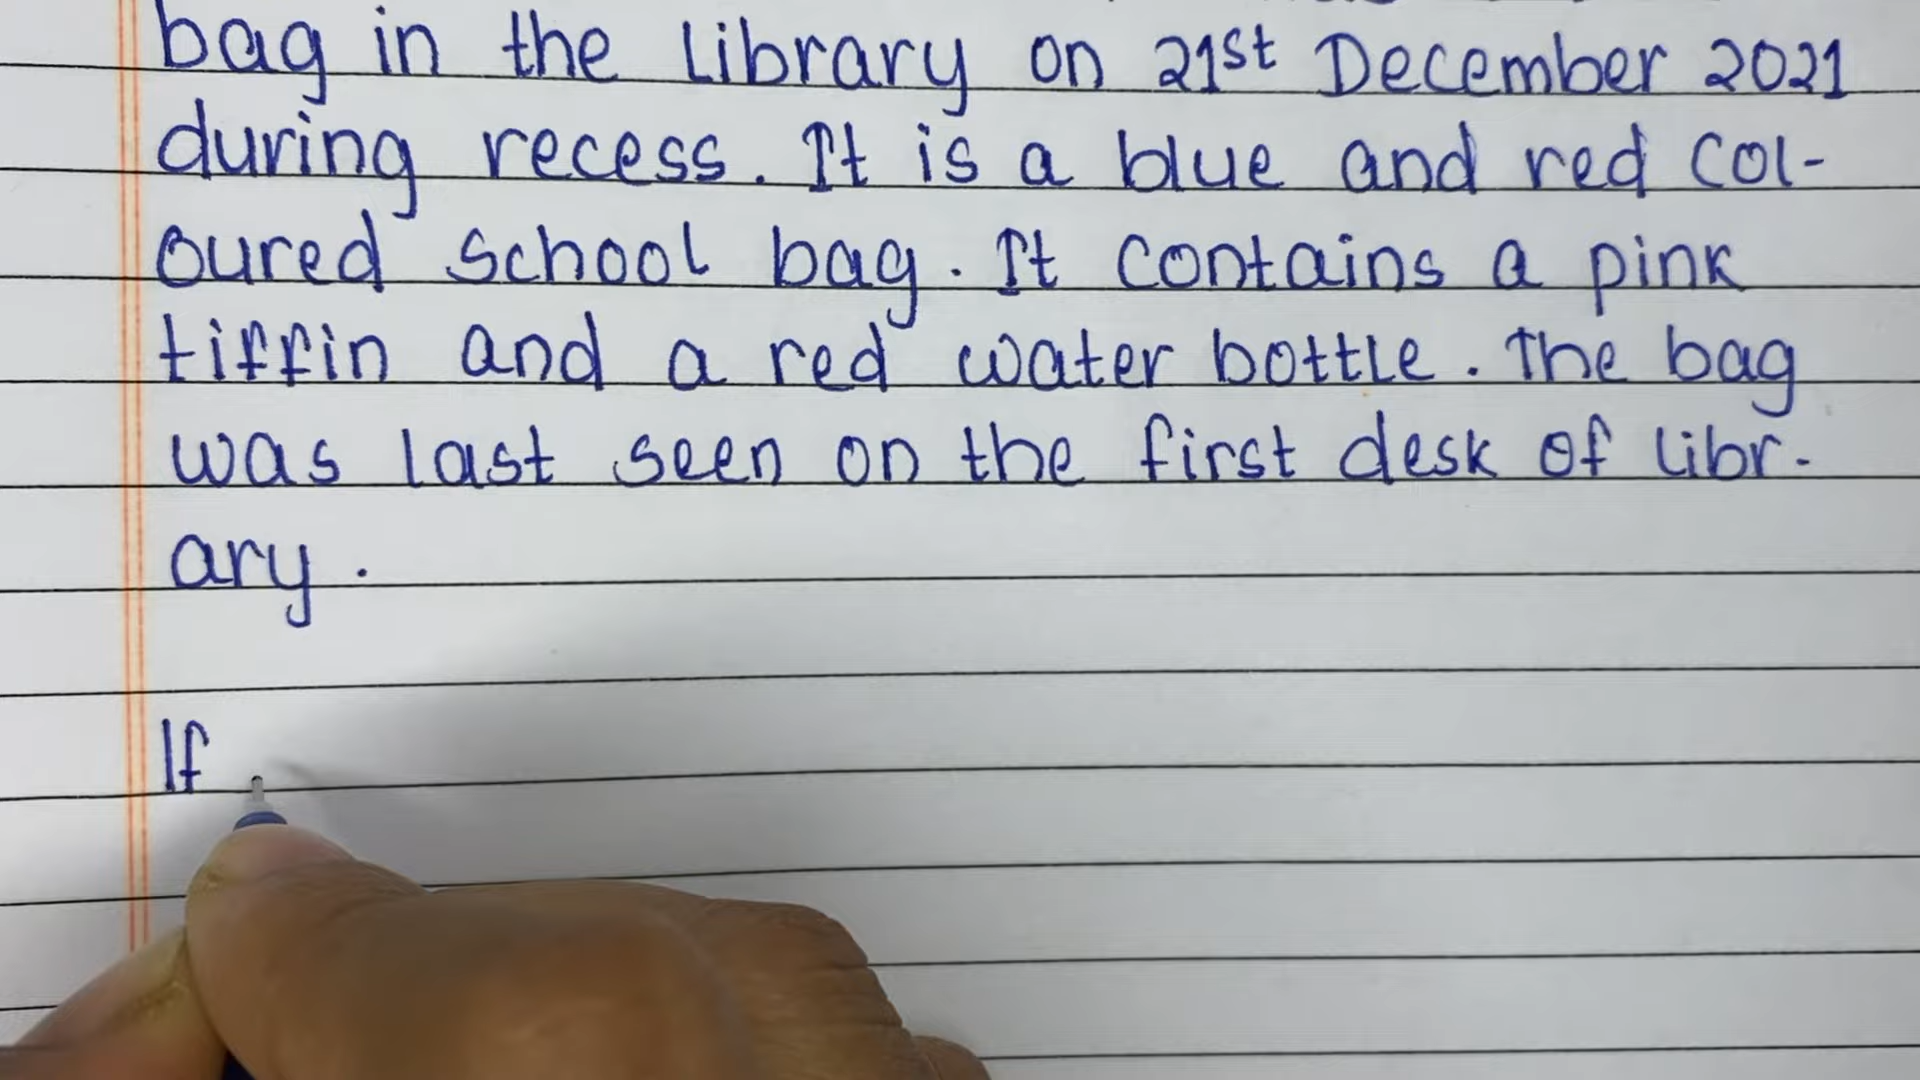 bag in the library on 21st December 2021
during recess. It is a blue and red col-
oured school bag. It contains a pink
tiffin and a red water bottle. The bag
was last seen on the first desk of libr-
ary.
If